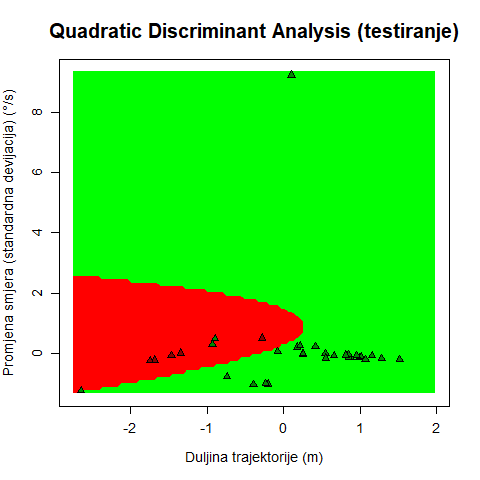 Quadratic Discriminant Analysis (testiranje)
Promjena smjera (standardna devijacija) (°/s)
8
6
4
2
0
-2 -1 0 1 2
Duljina trajektorije (m)